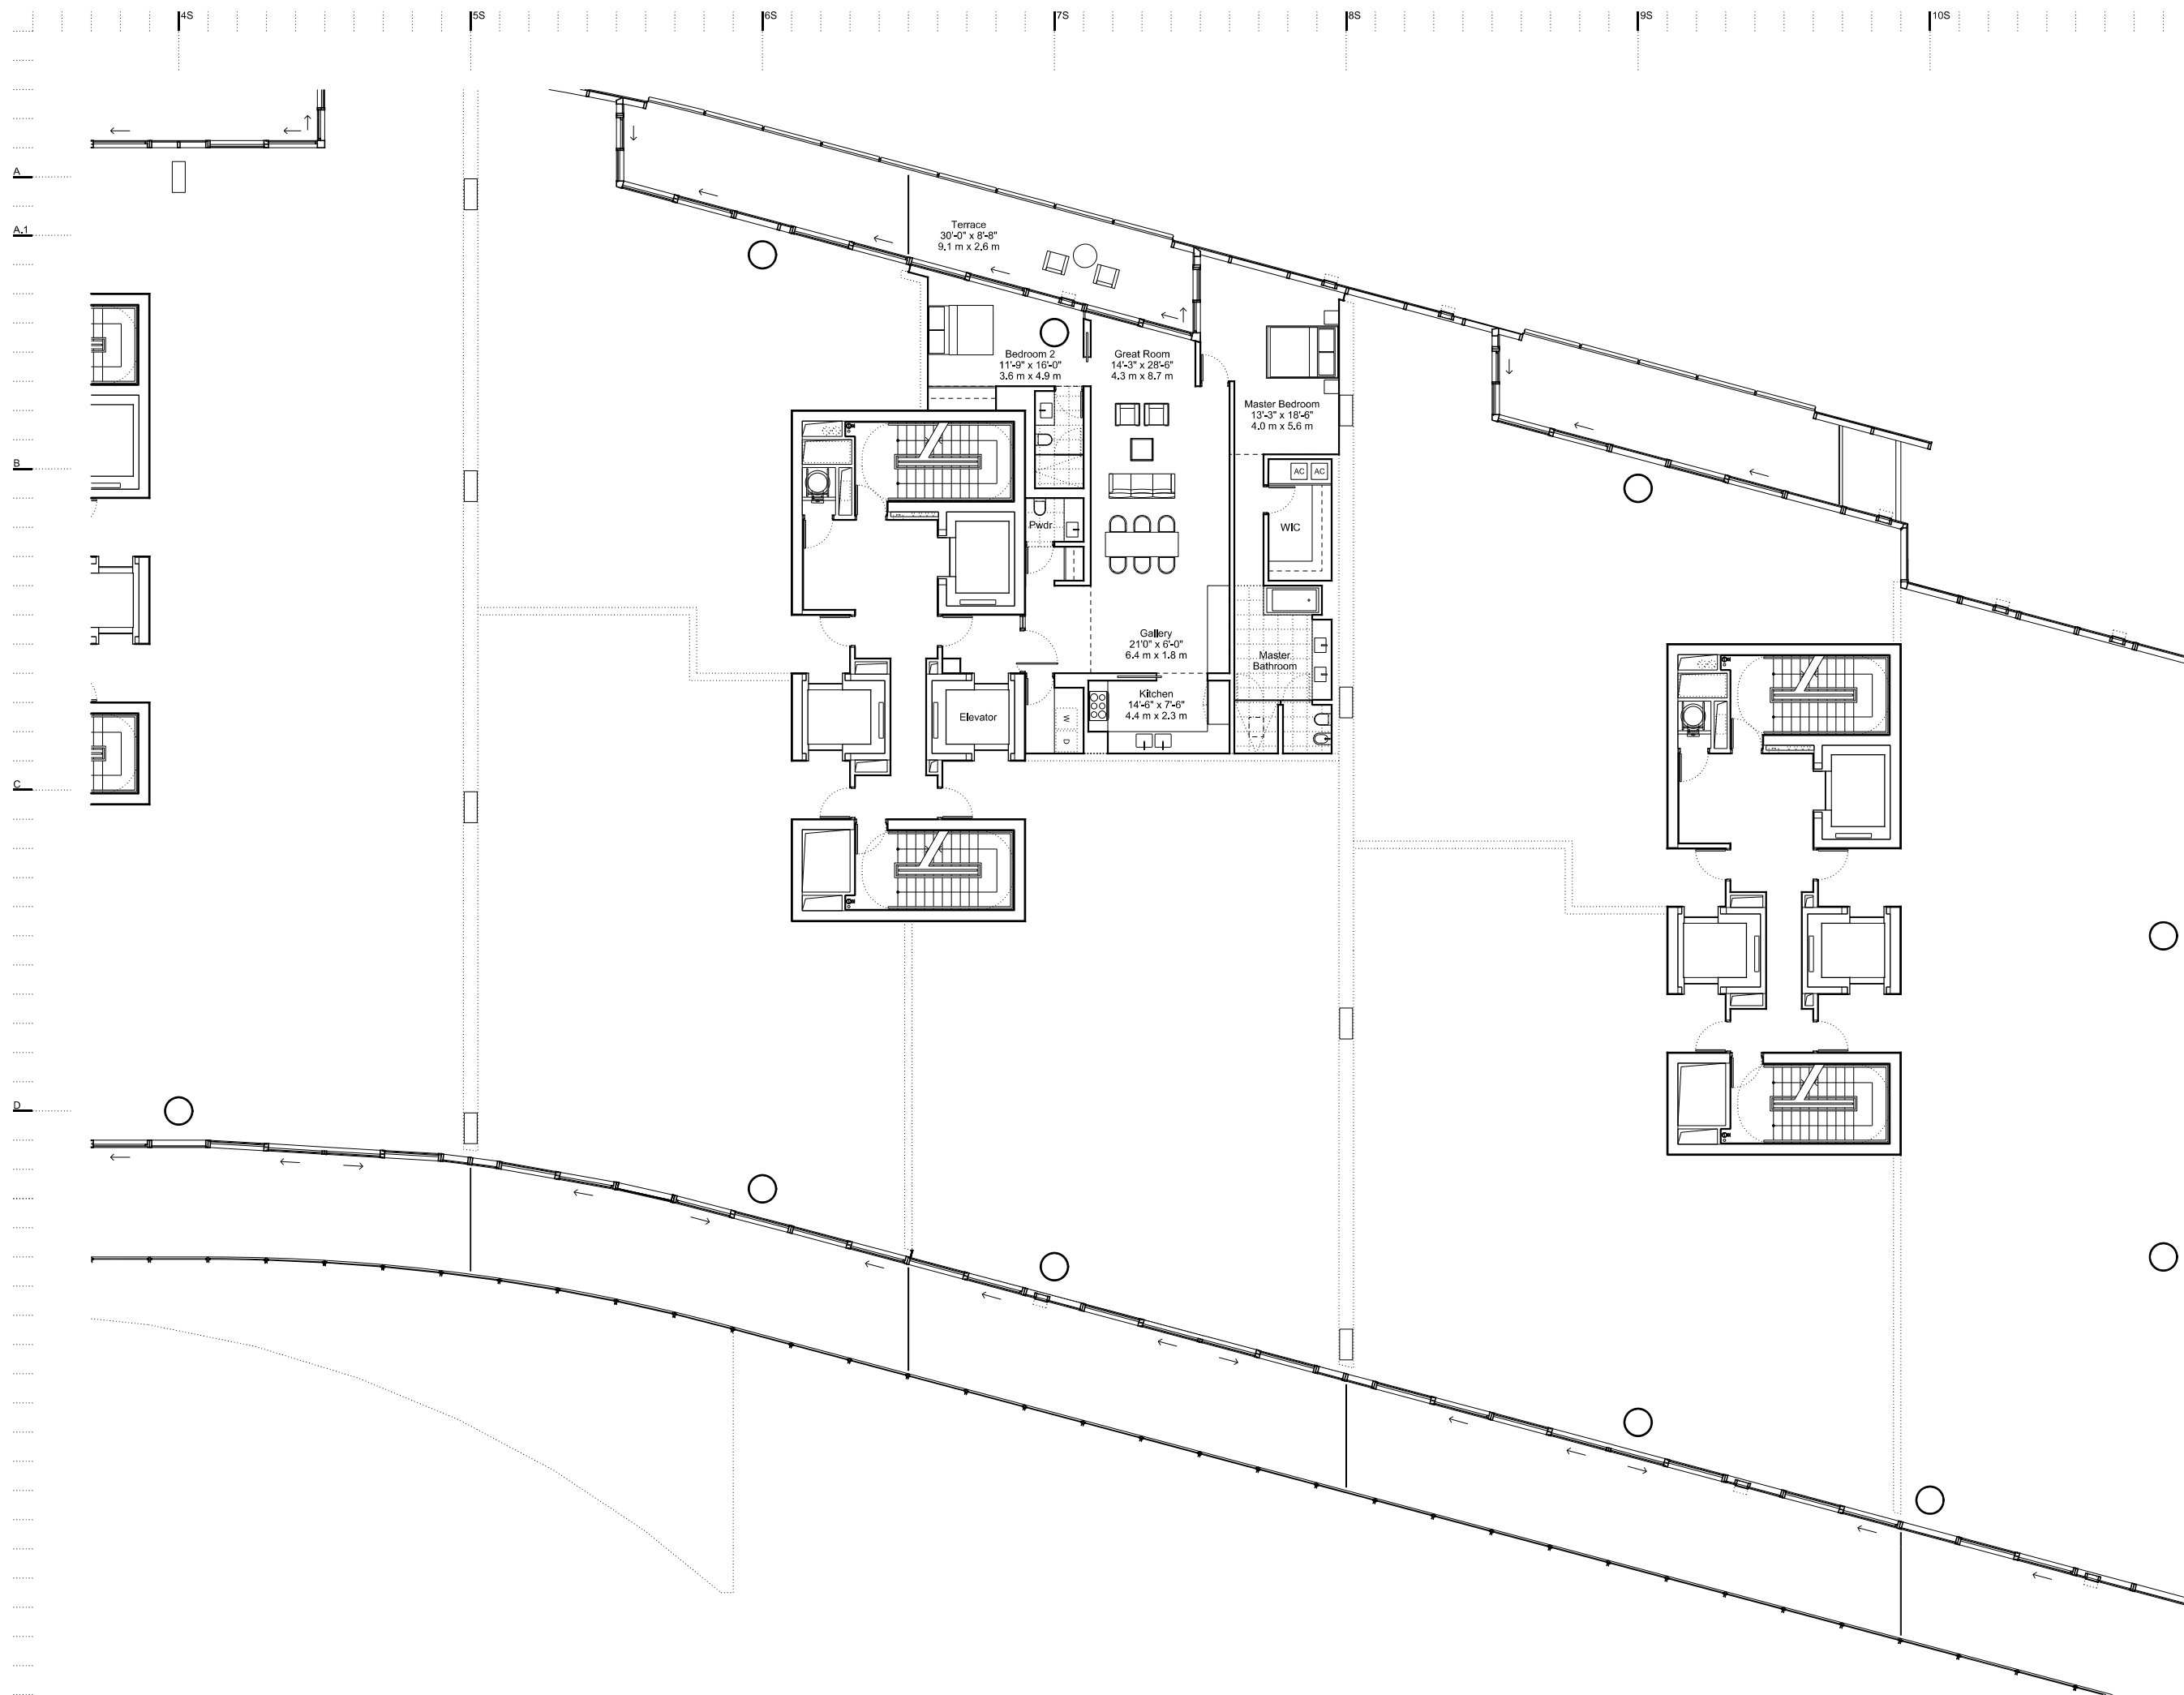 4S
5S
6S
7S
8S
9S
10S
A
A.1
B
C
D
Terrace
30'-0" x 8'-8"
9.1 m x 2.6 m
Bedroom 2
11'-9" x 16'-0"
3.6 m x 4.9 m
Great Room
14'-3" x 28'-6"
4.3 m x 8.7 m
Master Bedroom
13'-3" x 18'-6"
4.0 m x 5.6 m
AC
AC
WIC
Pwdr
Gallery
21'0" x 6'-0"
6.4 m x 1.8 m
Master
Bathroom
Kitchen
14'-6" x 7'-6"
4.4 m x 2.3 m
Elevator
W
D